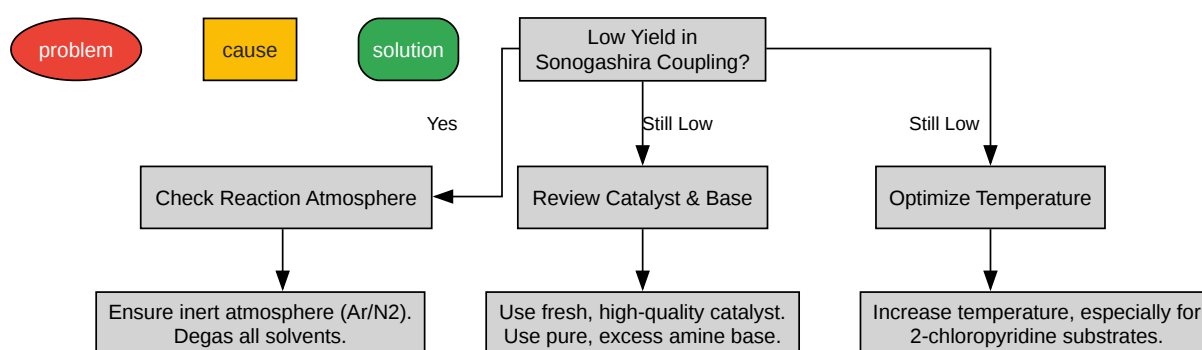 problem
cause
solution
Low Yield in
Sonogashira Coupling?
Yes
Still Low
Still Low
Check Reaction Atmosphere
Review Catalyst & Base
Optimize Temperature
Ensure inert atmosphere (Ar/N2).
Degas all solvents.
Use fresh, high-quality catalyst.
Use pure, excess amine base.
Increase temperature, especially for
2-chloropyridine substrates.